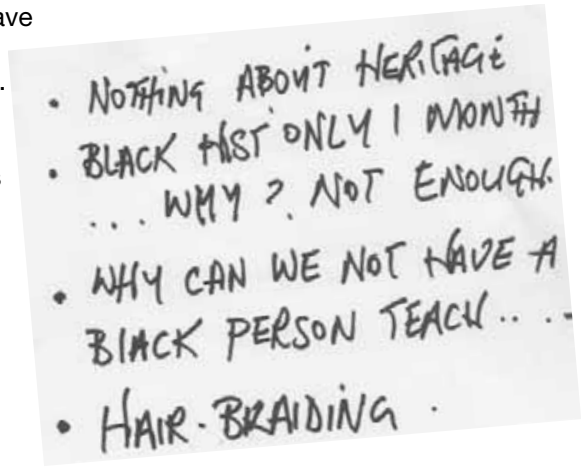 ave
.
• NOTHING ABOUT HERITAGE
• BLACK HIST ONLY 1 MONTH
... WHY? NOT ENOUGH.
• WHY CAN WE NOT HAVE A
BLACK PERSON TEACH.. ..
• HAIR-BRAIDING .